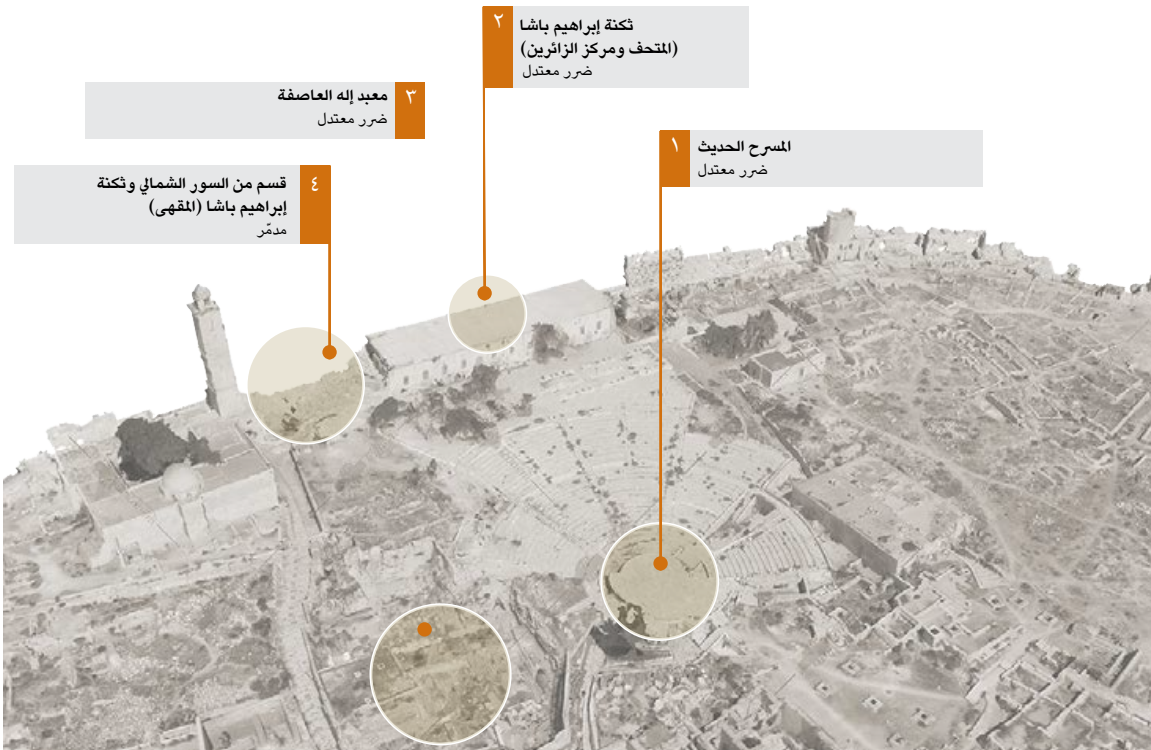 ١
المسرح الحديث
ضرر معتدل
٢
ثكنة إبراهيم باشا
(المتحف ومركز الزائرين)
ضرر معتدل
٣
معبد إله العاصفة
ضرر معتدل
٤
قسم من السور الشمالي وثكنة
إبراهيم باشا (المقهى)
مدمّر